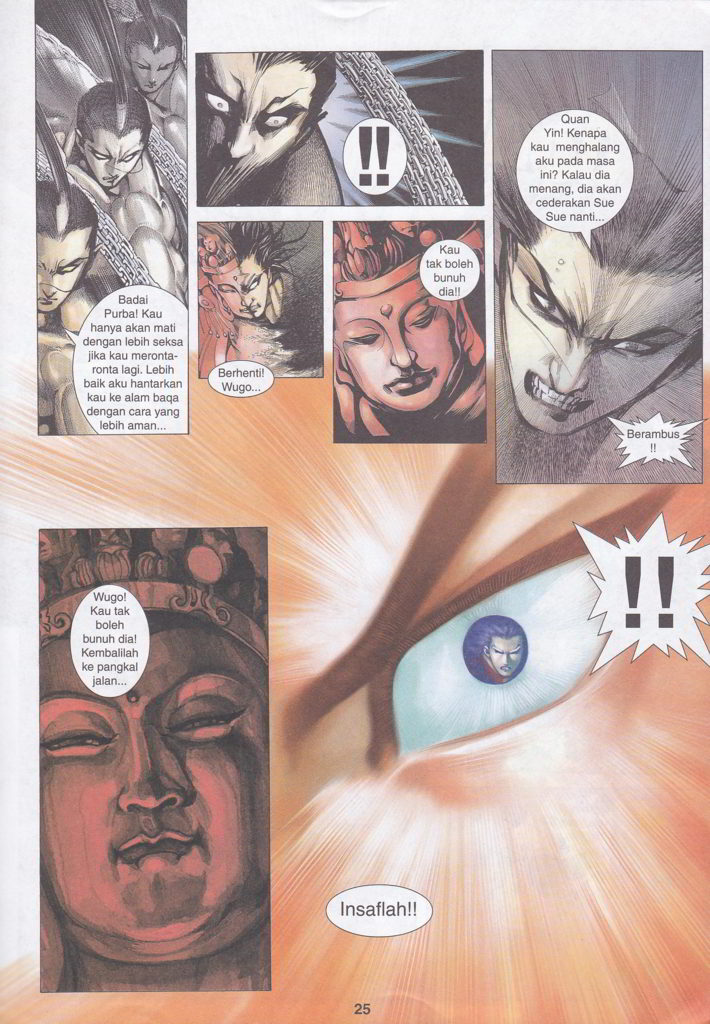 Badai
Purba! Kau
hanya akan mati
dengan lebih seksa
jika kau meronta-
ronta lagi. Lebih
baik aku hantarkan
kau ke alam baqa
dengan cara yang
lebih aman...
!!
Berhenti!
Wugo...
Kau
tak boleh
bunuh
dia!!
Quan
Yin! Kenapa
kau menghalang
aku pada masa
ini? Kalau dia
menang, dia akan
cederakan Sue
Sue nanti...
Berambus
!!
!!
Wugo!
Kau tak
boleh
bunuh dia!
Kembalilah
ke pangkal
jalan...
Insaflah!!
25